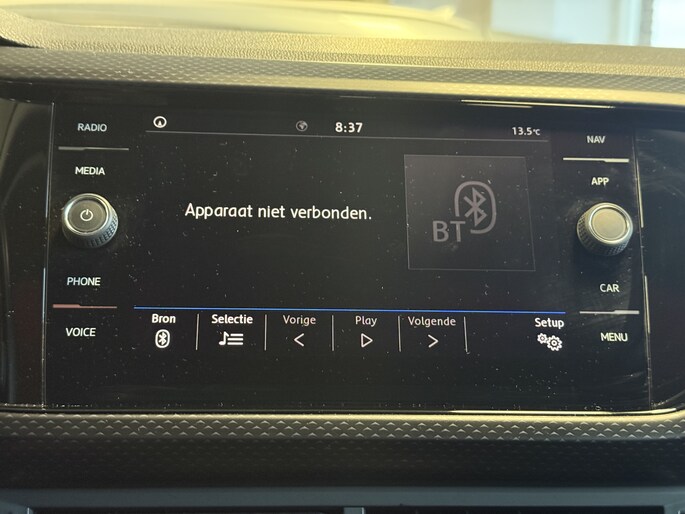 RADIO
MEDIA
PHONE
VOICE
8:37
13.5°C
Apparaat niet verbonden.
BT
Bron
Selectie
Vorige
Play
Volgende
Setup
NAV
APP
CAR
MENU